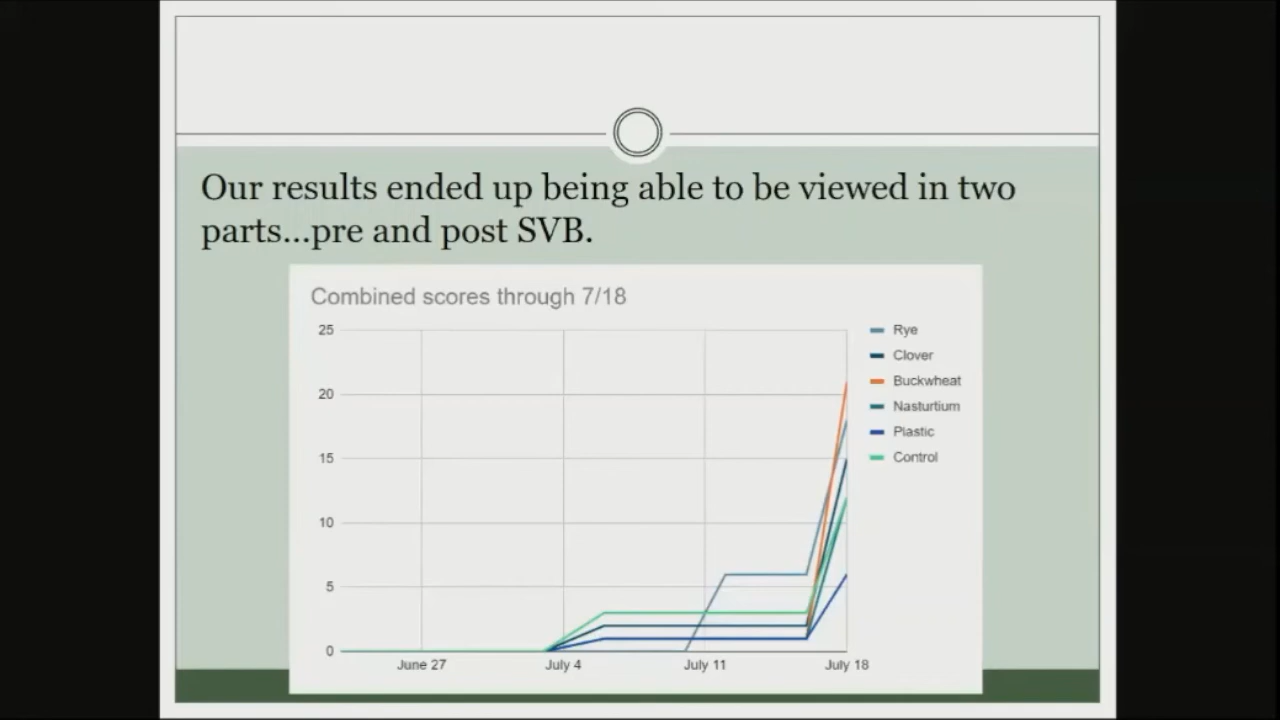 Our results ended up being able to be viewed in two
parts...pre and post SVB.
Combined scores through 7/18
25
20
15
10
5
0
June 27
July 4
July 11
July 18
Rye
Clover
Buckwheat
Nasturtium
Plastic
Control